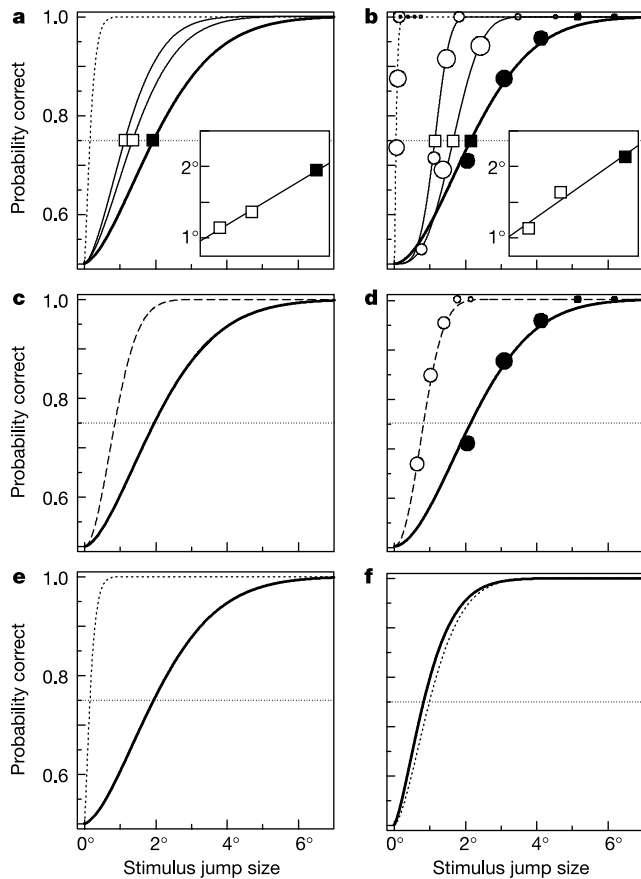 a
b
1.0
0.8
0.6
Probability correct
2°
1°
2°
1°
c
d
1.0
0.8
0.6
Probability correct
e
f
1.0
0.8
0.6
Probability correct
0° 2° 4° 6°
0° 2° 4° 6°
Stimulus jump size
Stimulus jump size